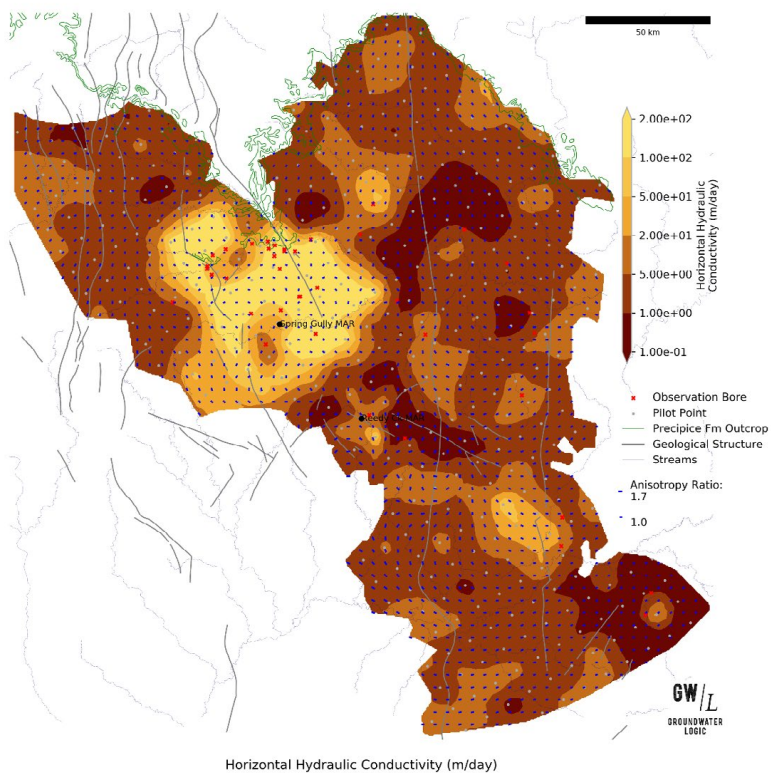 50 km
2.00e+02
1.00e+02
5.00e+01
2.00e+01
5.00e+00
1.00e+00
1.00e-01
Horizontal Hydraulic
Conductivity (m/day)
Spring Gully MAR
MAR
Observation Bore
Pilot Point
Precipice Fm Outcrop
Geological Structure
Streams
Anisotropy Ratio:
1.7
1.0
GW/L
GROUNDWATER
LOGIC
Horizontal Hydraulic Conductivity (m/day)